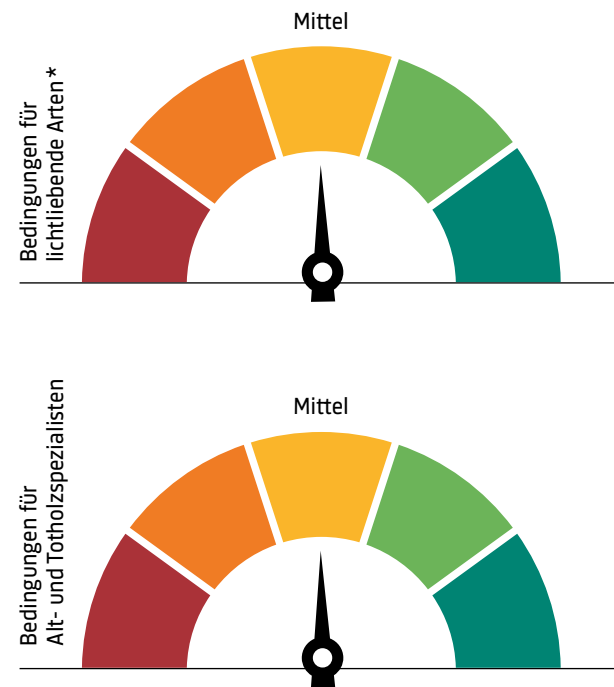 Mittel
Bedingungen für
lichtliebende Arten *
Mittel
Bedingungen für
Alt- und Totholzspezialisten